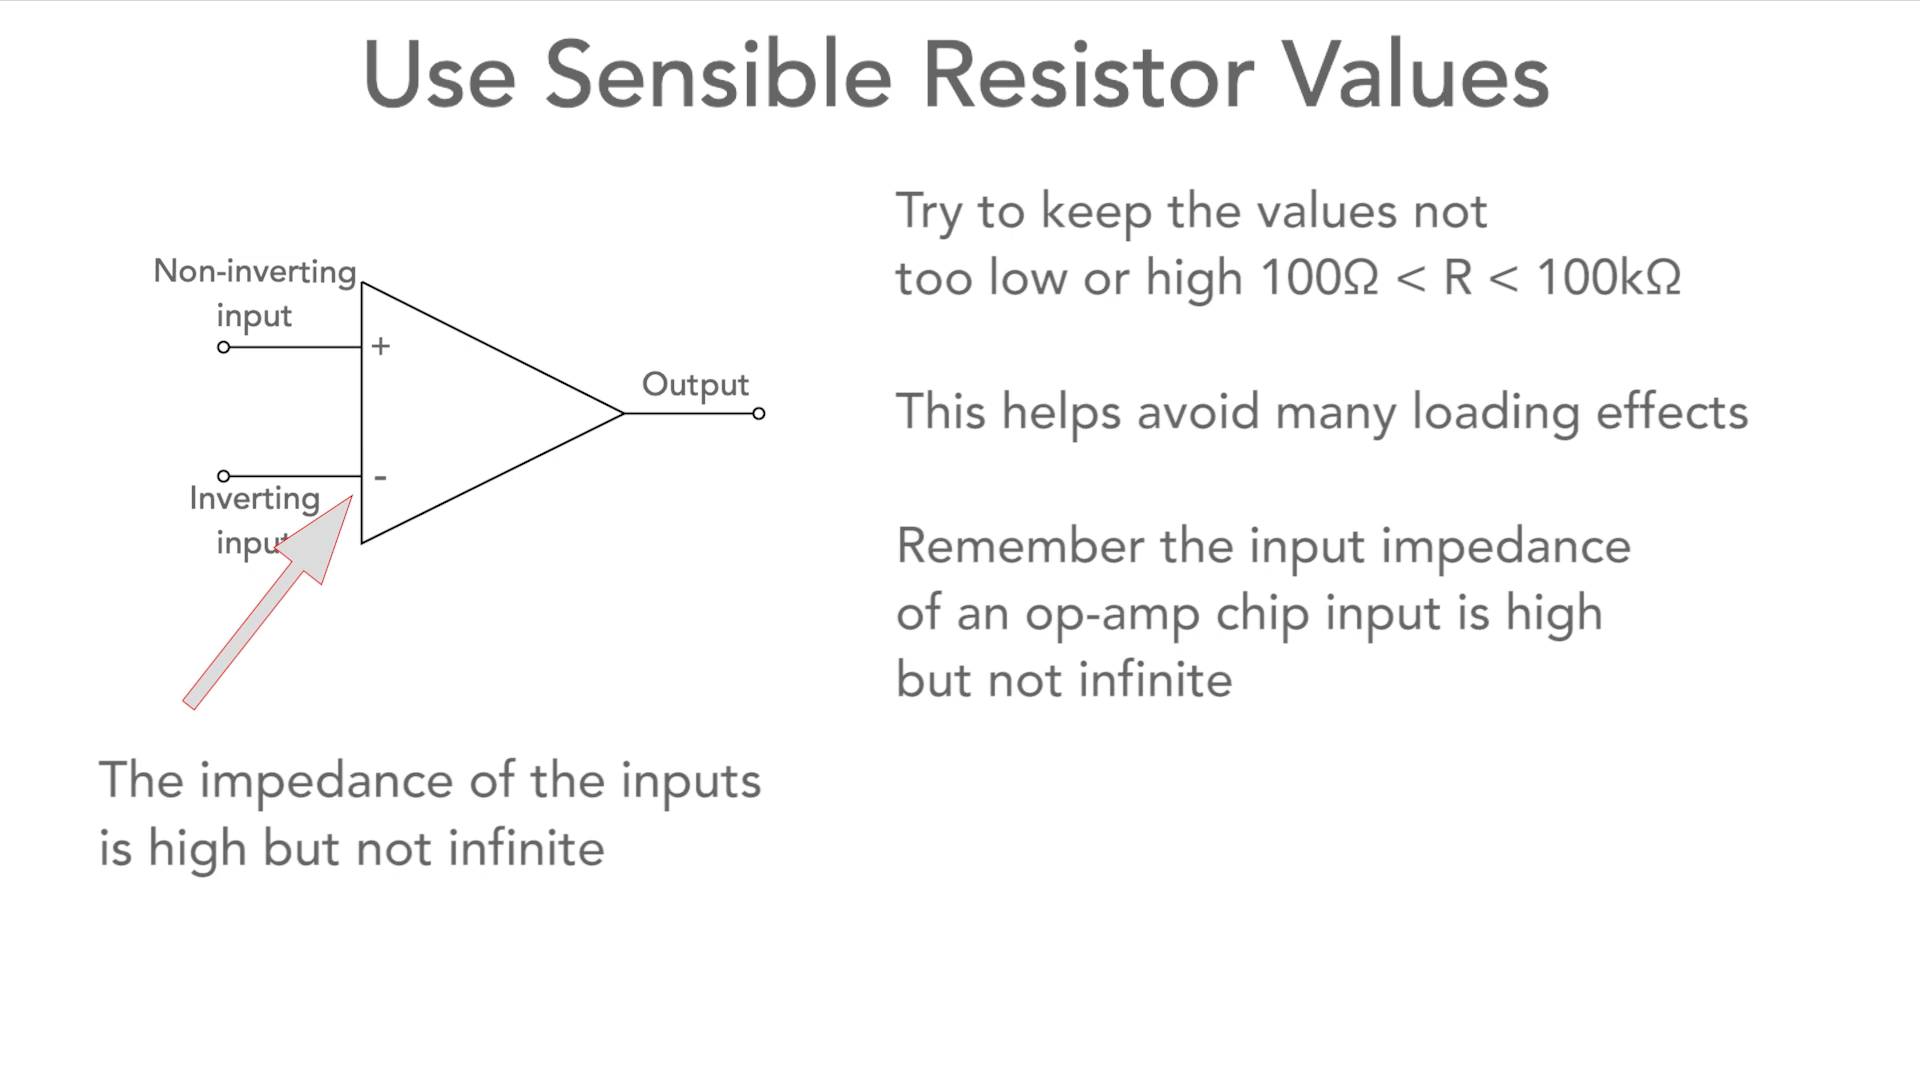 Use Sensible Resistor Values
Non-inverting
input
+
Output
-
Inverting
input
The impedance of the inputs
is high but not infinite
Try to keep the values not
too low or high 100Ω < R < 100kΩ
This helps avoid many loading effects
Remember the input impedance
of an op-amp chip input is high
but not infinite